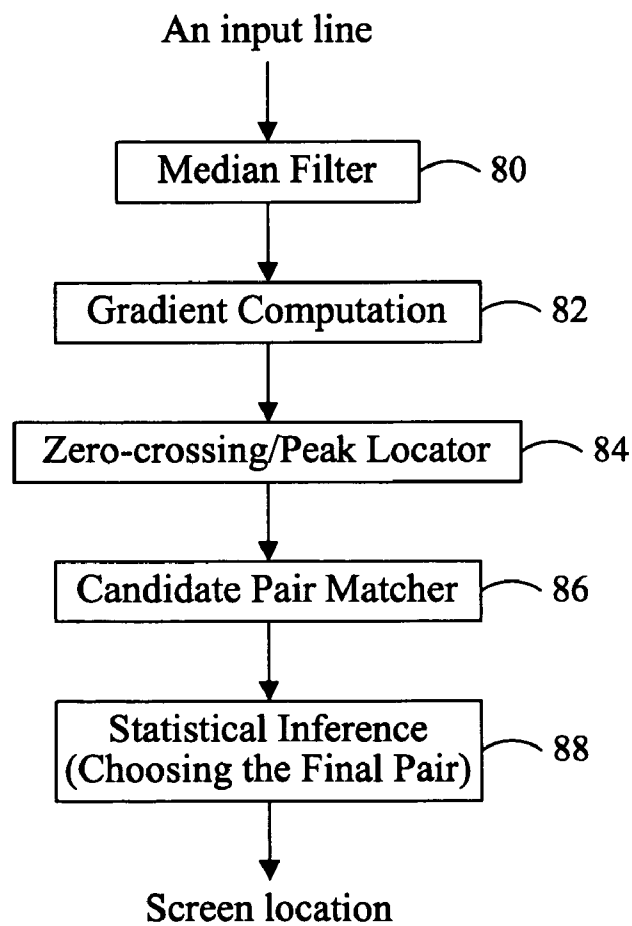 An input line
Median Filter 80
Gradient Computation 82
Zero-crossing/Peak Locator 84
Candidate Pair Matcher 86
Statistical Inference
(Choosing the Final Pair) 88
Screen location